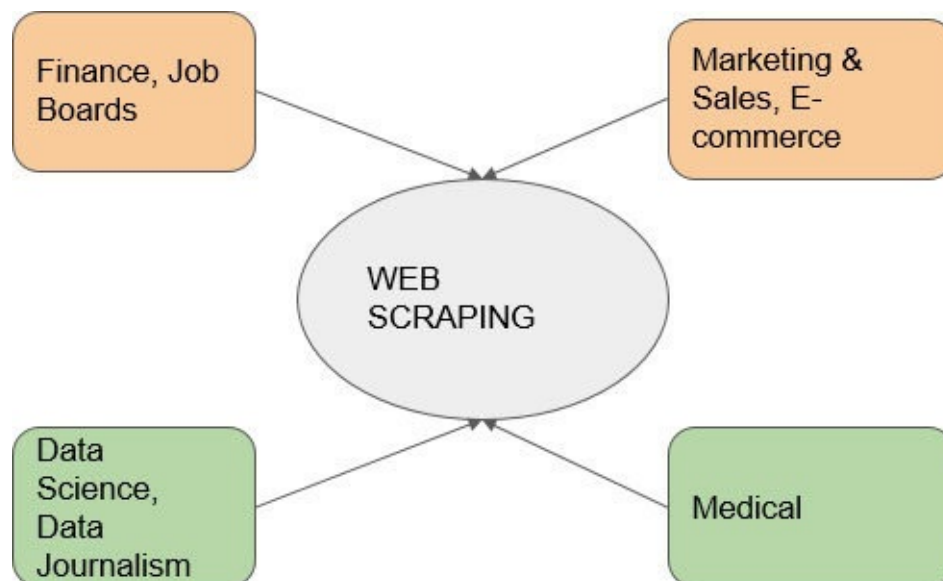 Finance, Job
Boards
Marketing &
Sales, E-
commerce
WEB
SCRAPING
Data
Science,
Data
Journalism
Medical